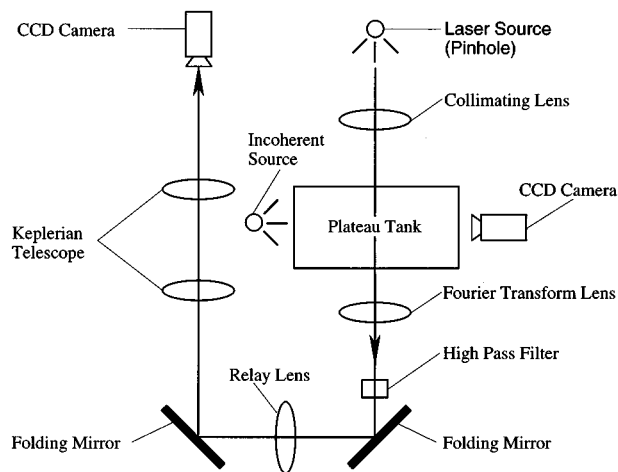 CCD Camera
Laser Source
(Pinhole)
Collimating Lens
Incoherent
Source
CCD Camera
Plateau Tank
Keplerian
Telescope
Fourier Transform Lens
High Pass Filter
Relay Lens
Folding Mirror
Folding Mirror